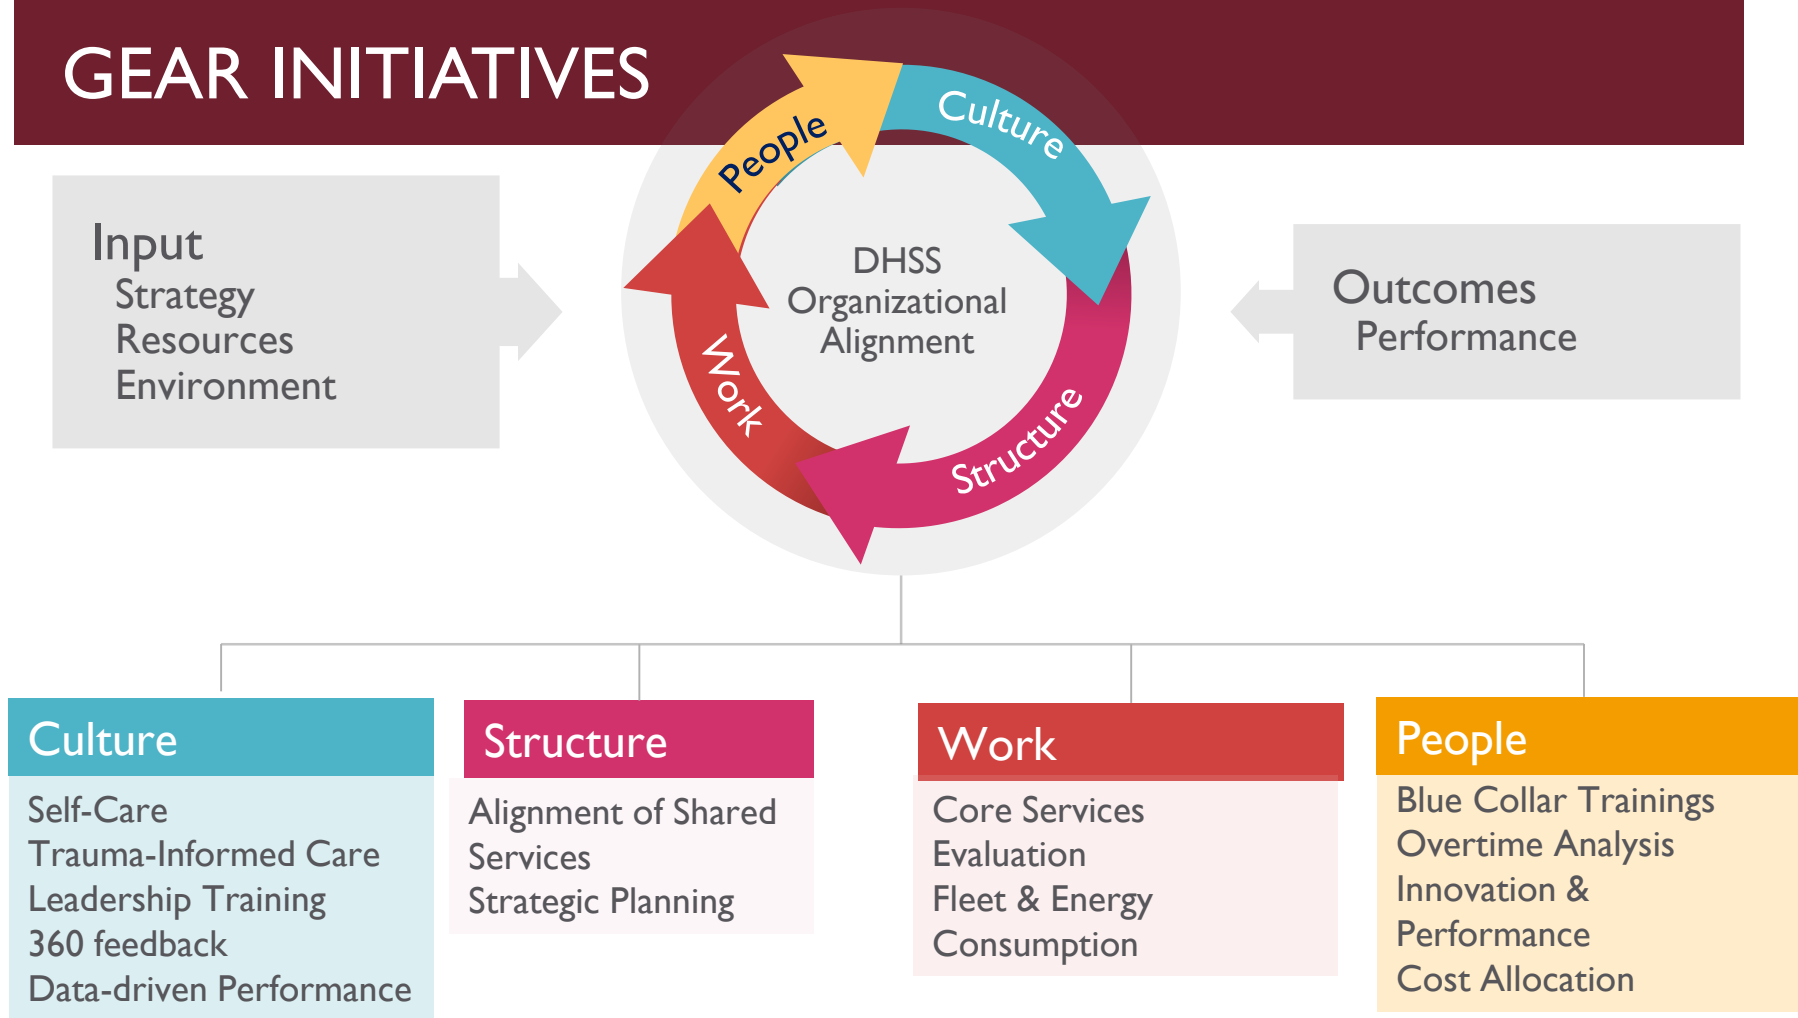 GEAR INITIATIVES
People
Culture
Input
Strategy
Resources
Environment
DHSS
Organizational
Alignment
Outcomes
Performance
Work
Structure
Culture
Self-Care
Trauma-Informed Care
Leadership Training
360 feedback
Data-driven Performance
Structure
Alignment of Shared
Services
Strategic Planning
Work
Core Services
Evaluation
Fleet & Energy
Consumption
People
Blue Collar Trainings
Overtime Analysis
Innovation &
Performance
Cost Allocation